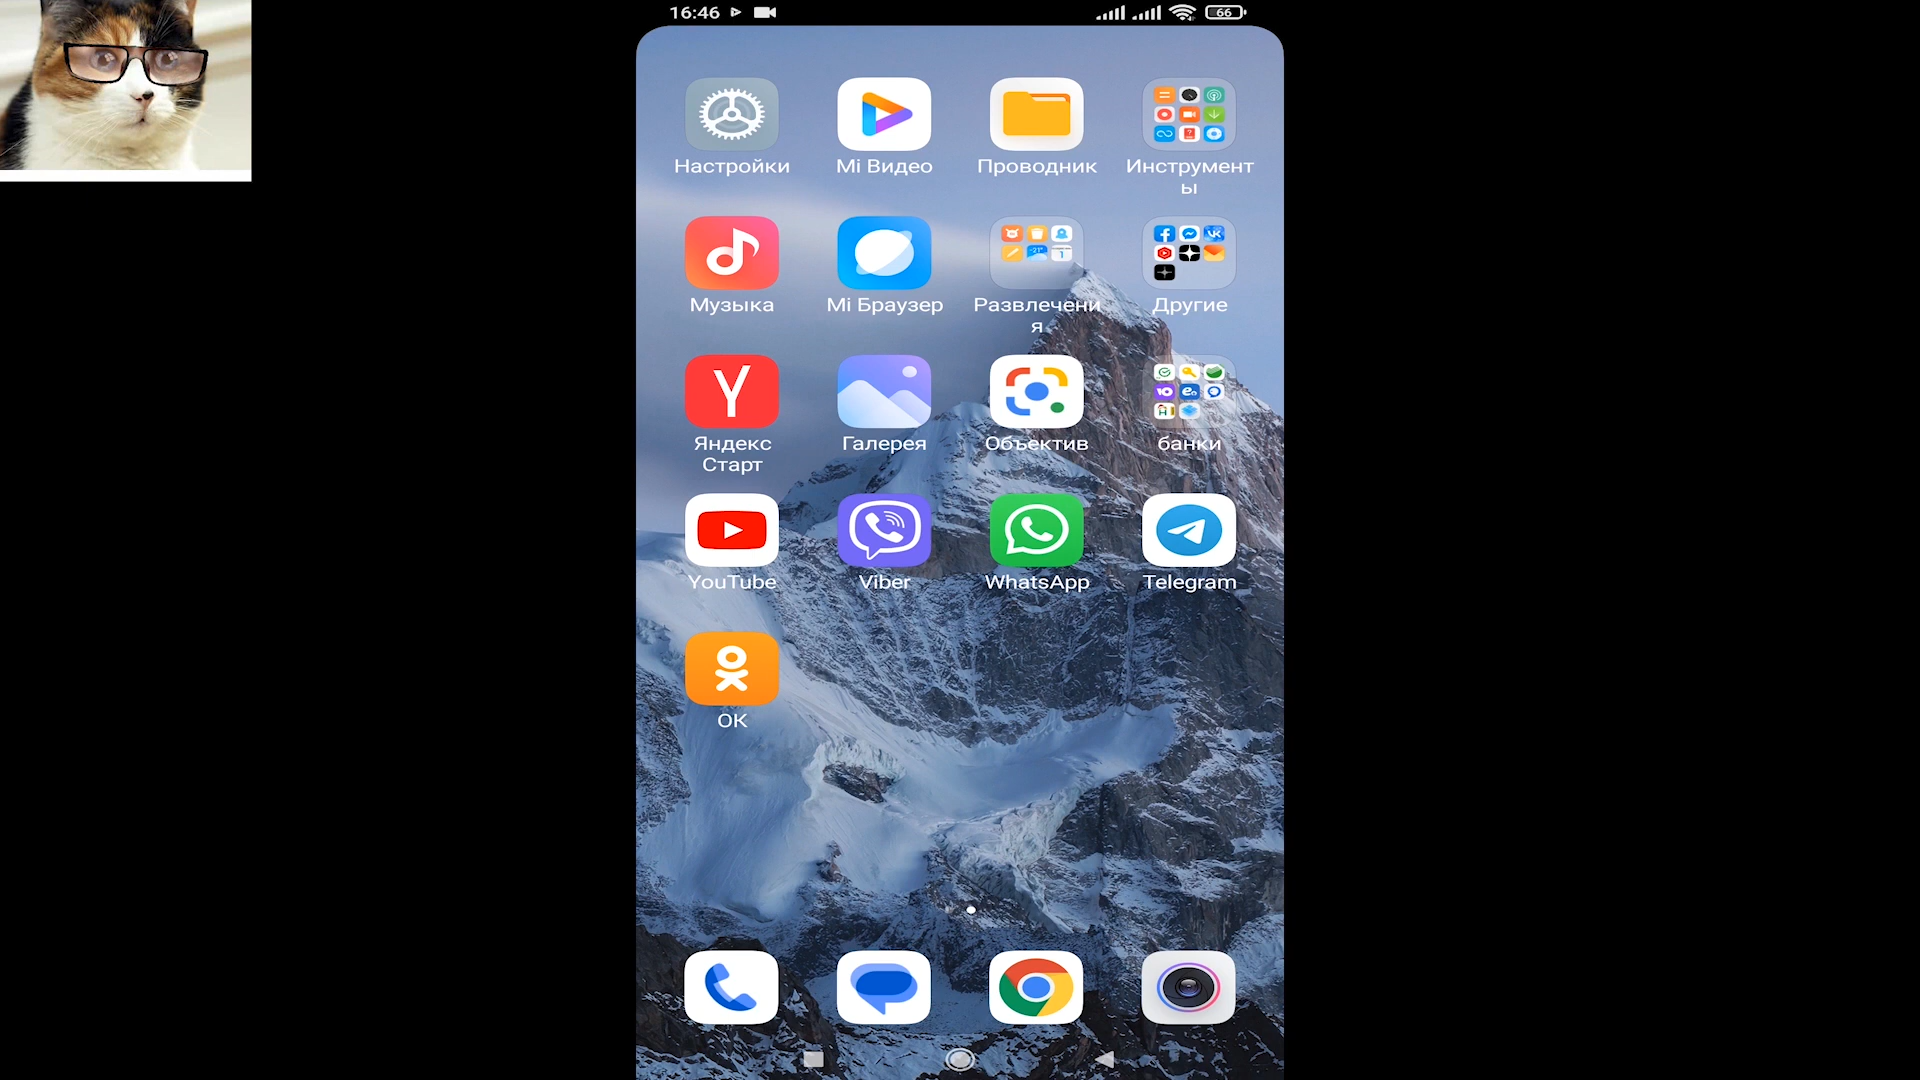 16:46
66
Настройки
Mi Видео
Проводник
Инструмент
ы
Музыка
Mi Браузер
Развлечени
я
Другие
Яндекс
Старт
Галерея
Объектив
банки
YouTube
Viber
WhatsApp
Telegram
ОК